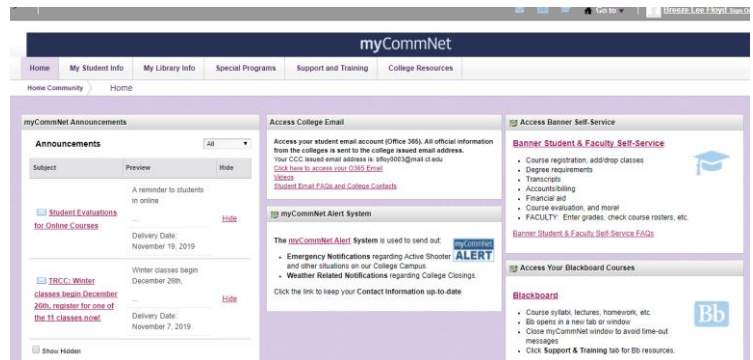 Go to
Breeze Lee Floyd Sign O
myCommNet
Home
My Student Info
My Library Info
Special Programs
Support and Training
College Resources
Home Community
Home
myCommNet Announcements
Announcements
All
Subject
Preview
Hide
Student Evaluations
for Online Courses
A reminder to students
in online
...
Delivery Date:
November 19, 2019
Hide
TRCC: Winter
classes begin December
26th, register for one of
the 11 classes now!
Winter classes begin
December 26th,
...
Delivery Date:
November 7, 2019
Hide
Show Hidden
Access College Email
Access your student email account (Office 365). All official information
from the colleges is sent to the college issued email address.
Your CCC issued email address is: bfloy0003@mail.ct.edu
Click here to access your O365 Email
Videos
Student Email FAQs and College Contacts
myCommNet Alert System
The myCommNet Alert System is used to send out:
Emergency Notifications regarding Active Shooter
and other situations on our College Campus.
Weather Related Notifications regarding College Closings.
myCommNet
ALERT
Click the link to keep your Contact Information up-to-date.
Access Banner Self-Service
Banner Student & Faculty Self-Service
Course registration, add/drop classes
Degree requirements
Transcripts
Accounts/billing
Financial aid
Course evaluation, and more!
FACULTY: Enter grades, check course rosters, etc.
Banner Student & Faculty Self-Service FAQs
Access Your Blackboard Courses
Blackboard
Course syllabi, lectures, homework, etc.
Bb opens in a new tab or window
Close myCommNet window to avoid time-out
messages
Click Support & Training tab for Bb resources.
Bb